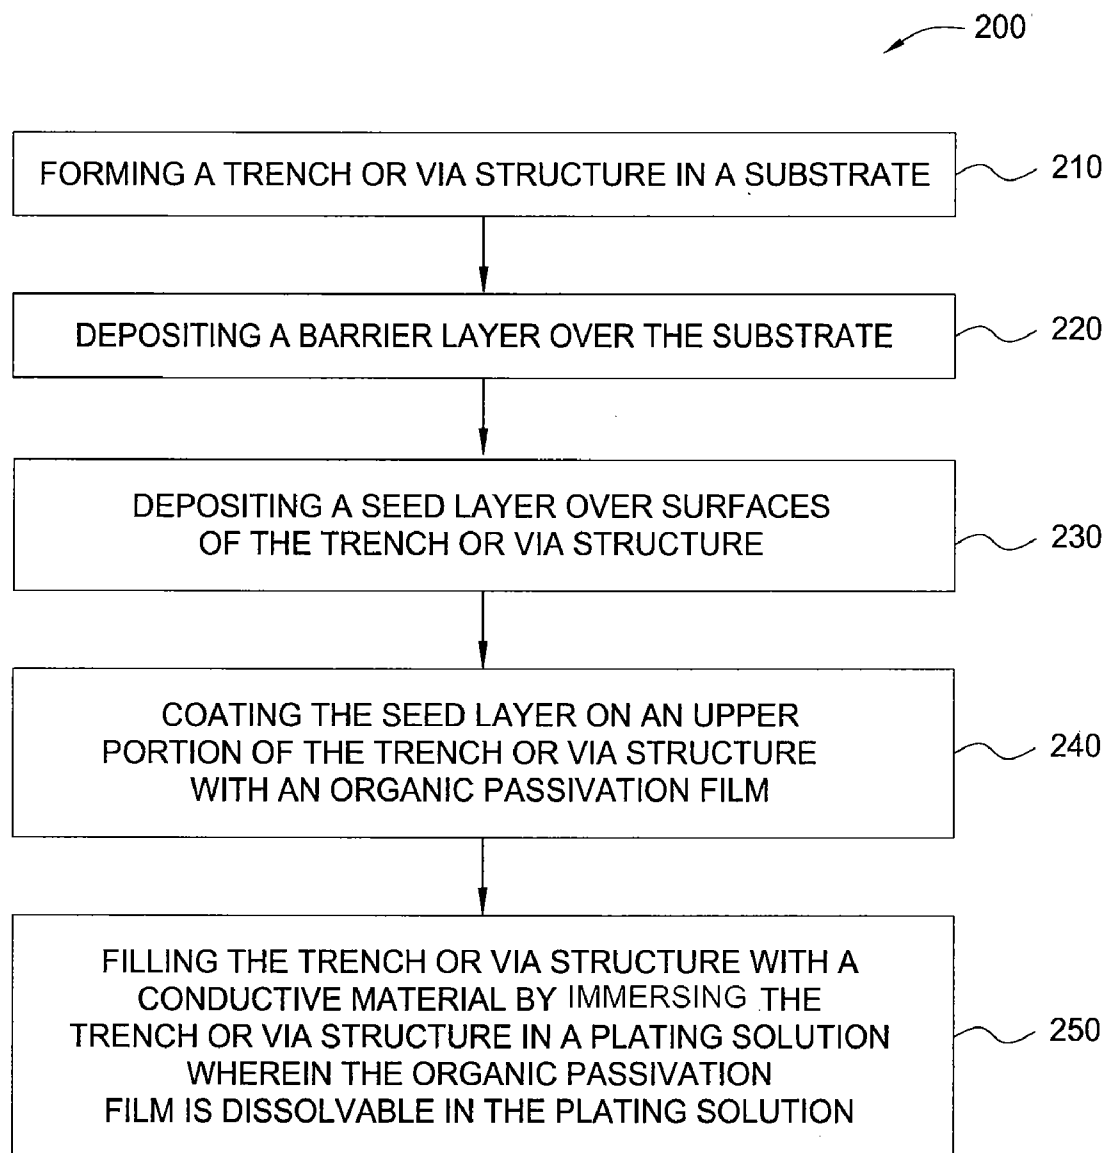 200
FORMING A TRENCH OR VIA STRUCTURE IN A SUBSTRATE
210
DEPOSITING A BARRIER LAYER OVER THE SUBSTRATE
220
DEPOSITING A SEED LAYER OVER SURFACES
OF THE TRENCH OR VIA STRUCTURE
230
COATING THE SEED LAYER ON AN UPPER
PORTION OF THE TRENCH OR VIA STRUCTURE
WITH AN ORGANIC PASSIVATION FILM
240
FILLING THE TRENCH OR VIA STRUCTURE WITH A
CONDUCTIVE MATERIAL BY IMMERSING THE
TRENCH OR VIA STRUCTURE IN A PLATING SOLUTION
WHEREIN THE ORGANIC PASSIVATION
FILM IS DISSOLVABLE IN THE PLATING SOLUTION
250